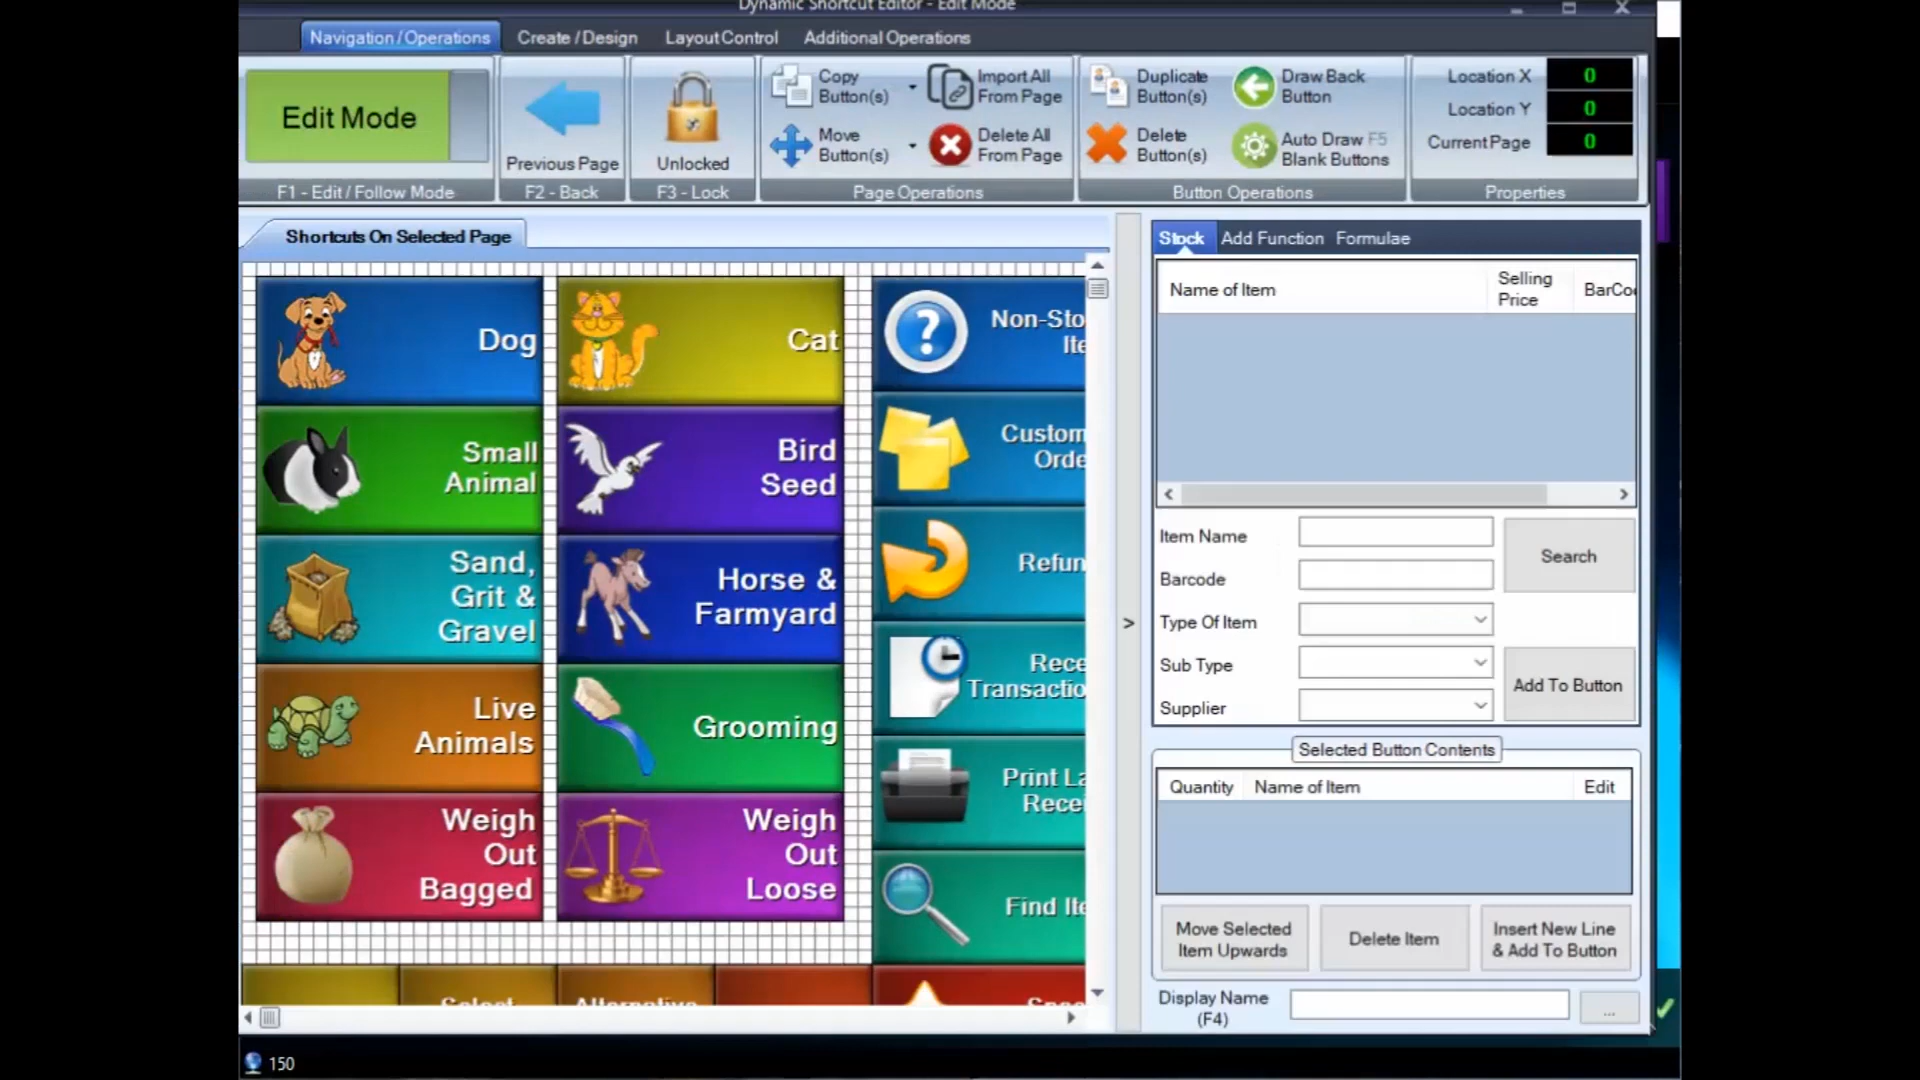 Dynamic Shortcut Editor - Edit Mode
Navigation/Operations
Create/Design
Layout Control
Additional Operations
Edit Mode
F1 - Edit / Follow Mode
Previous Page
F2 - Back
Unlocked
F3 - Lock
Copy
Button(s)
Import All
From Page
Move
Button(s)
Delete All
From Page
Page Operations
Duplicate
Button(s)
Draw Back
Button
Delete
Button(s)
Auto Draw F5
Blank Buttons
Button Operations
Location X 0
Location Y 0
Current Page 0
Properties
Shortcuts On Selected Page
Dog
Cat
Small
Animal
Bird
Seed
Sand,
Grit &
Gravel
Horse &
Farmyard
Live
Animals
Grooming
Weigh
Out
Bagged
Weigh
Out
Loose
Non-Sto
Ite
Custom
Orde
Refun
Rece
Transactio
Print La
Recei
Find Ite
Select
Alternative
Stock
Add Function
Formulae
Name of Item
Selling
Price
BarCo
Item Name
Barcode
Type Of Item
Sub Type
Supplier
Search
Add To Button
>
Selected Button Contents
Quantity
Name of Item
Edit
Move Selected
Item Upwards
Delete Item
Insert New Line
& Add To Button
Display Name
(F4)
...
150